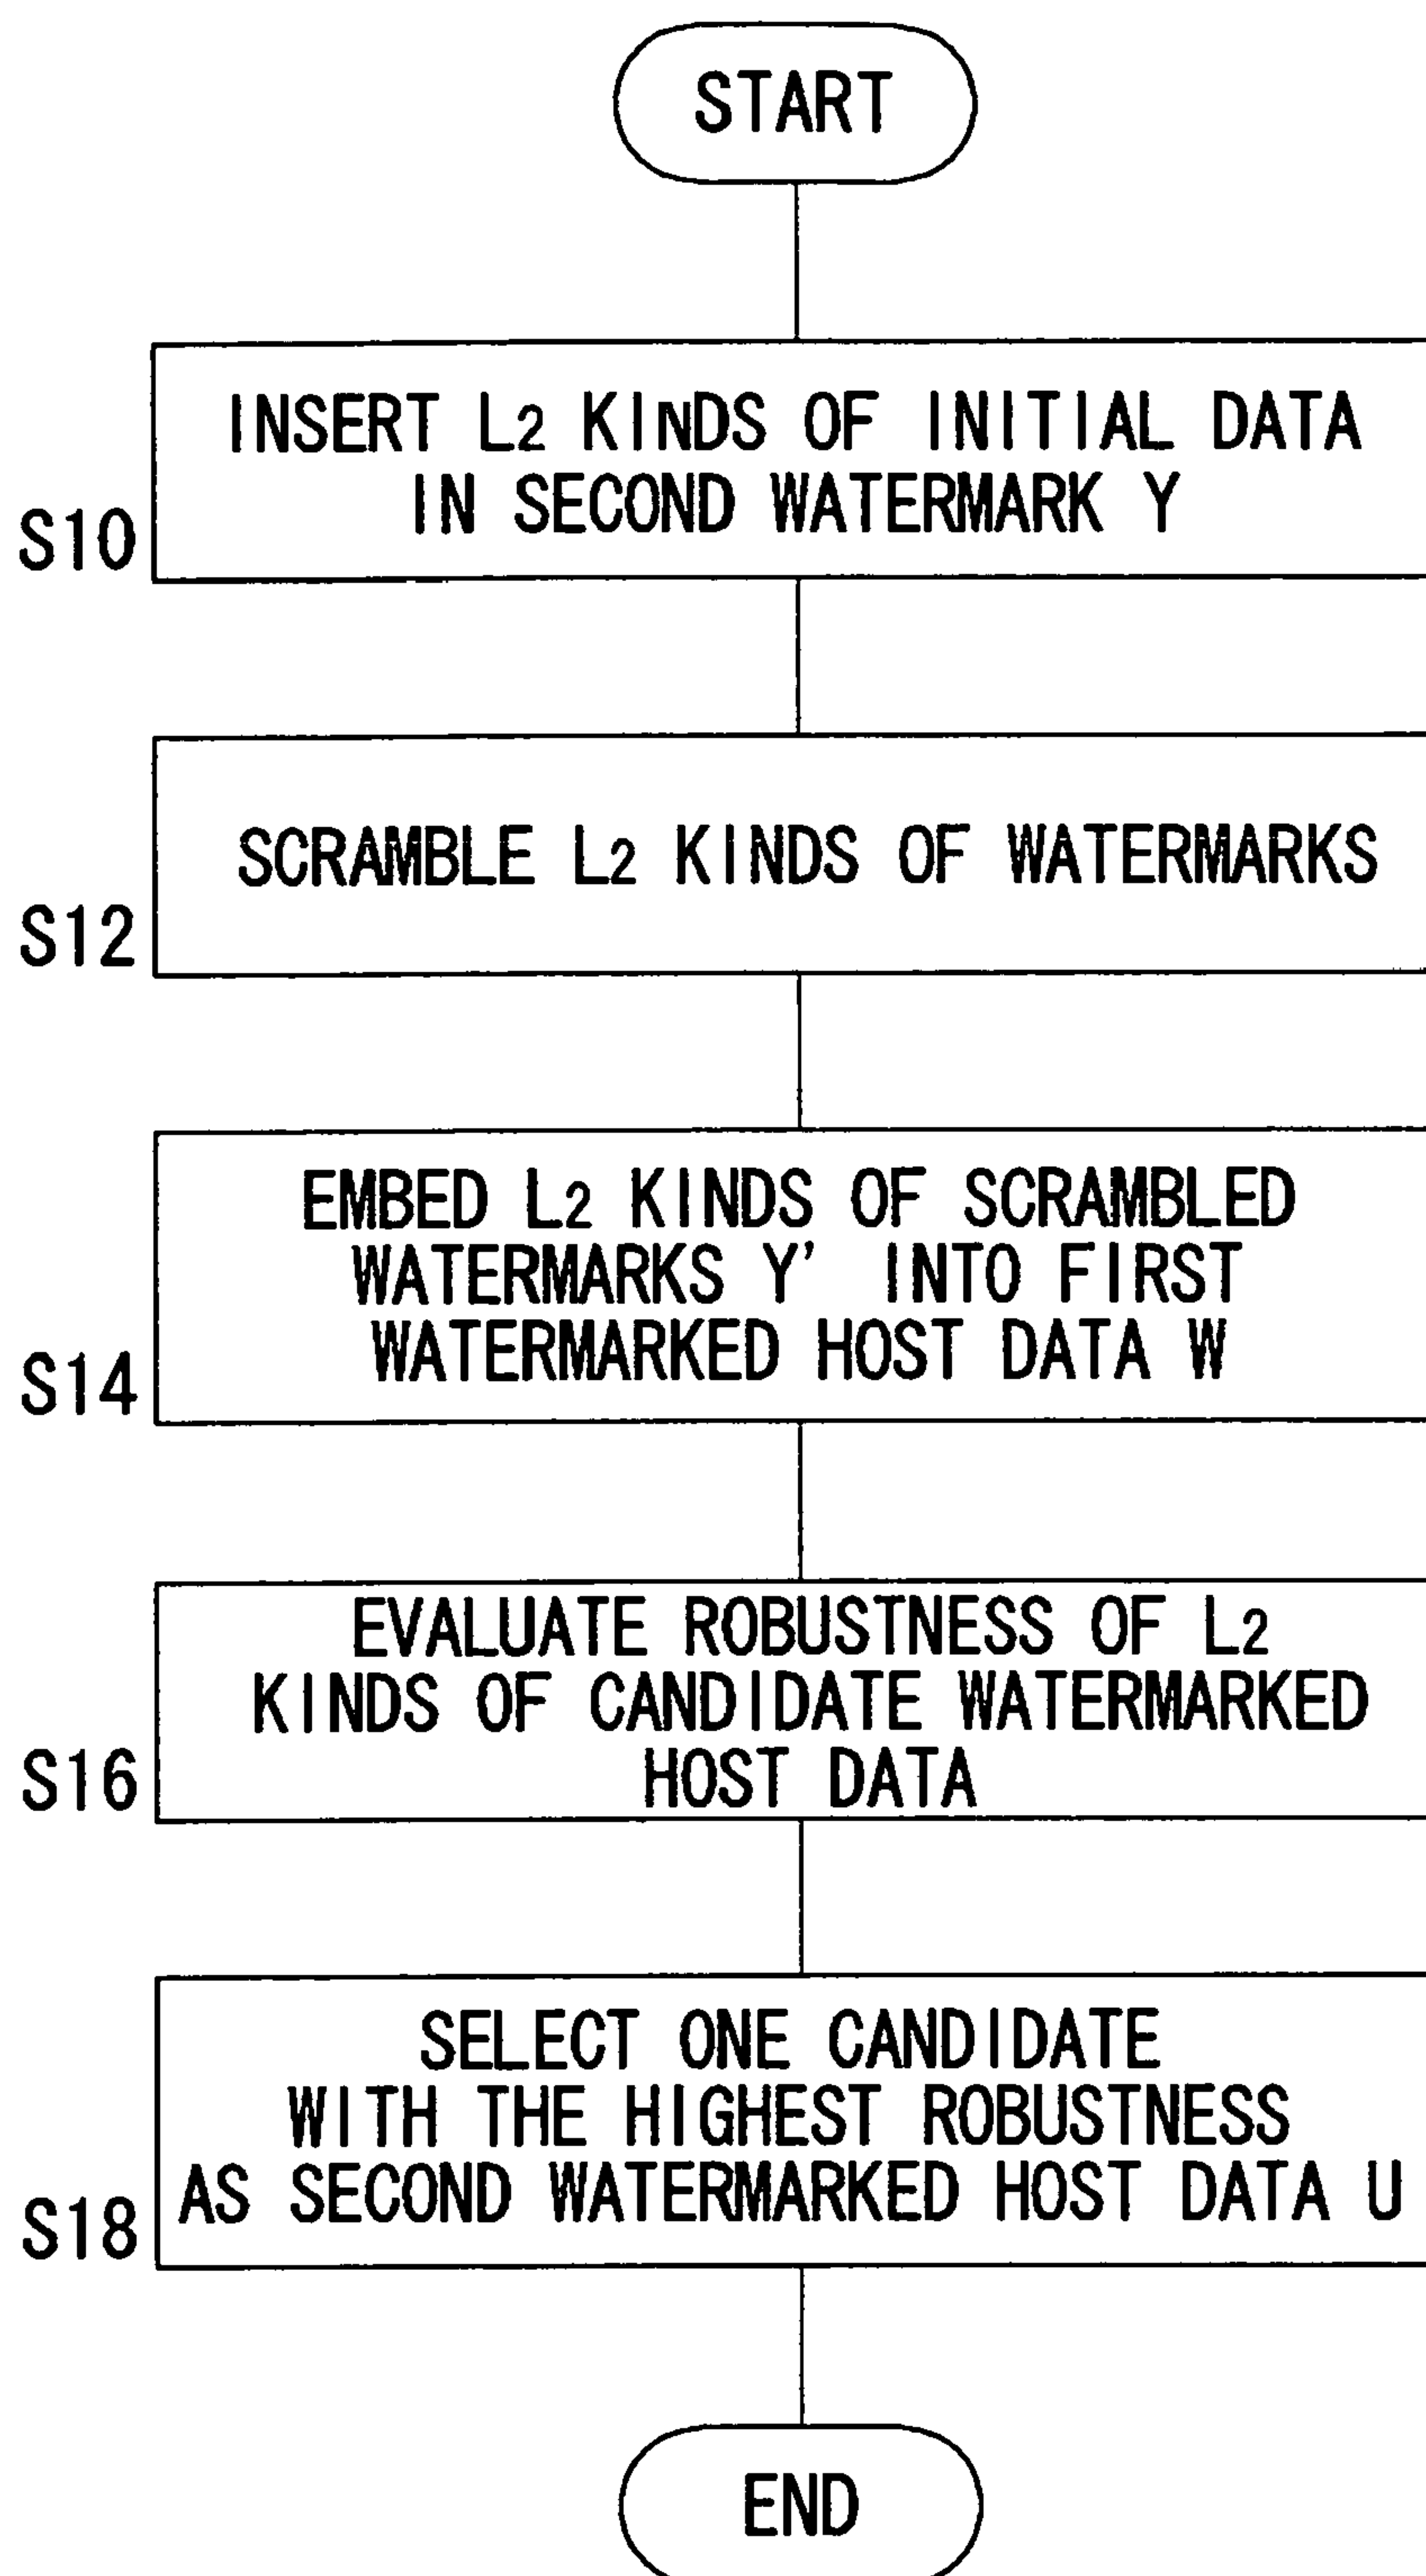 START
INSERT L2 KINDS OF INITIAL DATA
IN SECOND WATERMARK Y
S10
SCRAMBLE L2 KINDS OF WATERMARKS
S12
EMBED L2 KINDS OF SCRAMBLED
WATERMARKS Y' INTO FIRST
WATERMARKED HOST DATA W
S14
EVALUATE ROBUSTNESS OF L2
KINDS OF CANDIDATE WATERMARKED
HOST DATA
S16
SELECT ONE CANDIDATE
WITH THE HIGHEST ROBUSTNESS
AS SECOND WATERMARKED HOST DATA U
S18
END